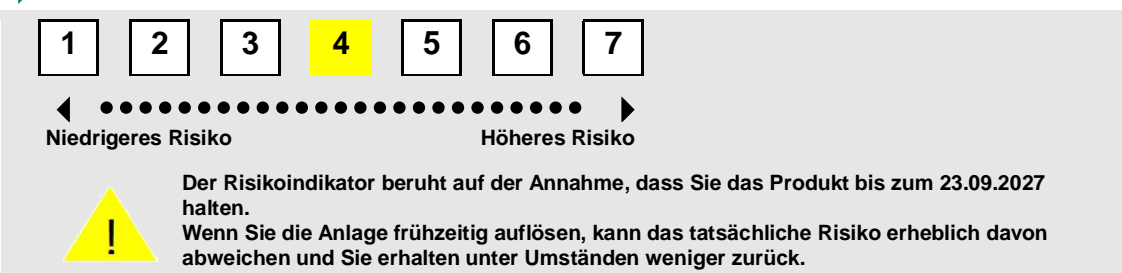 1 2 3 4 5 6 7
Niedrigeres Risiko Höheres Risiko
Der Risikoindikator beruht auf der Annahme, dass Sie das Produkt bis zum 23.09.2027
halten.
Wenn Sie die Anlage frühzeitig auflösen, kann das tatsächliche Risiko erheblich davon
abweichen und Sie erhalten unter Umständen weniger zurück.
!